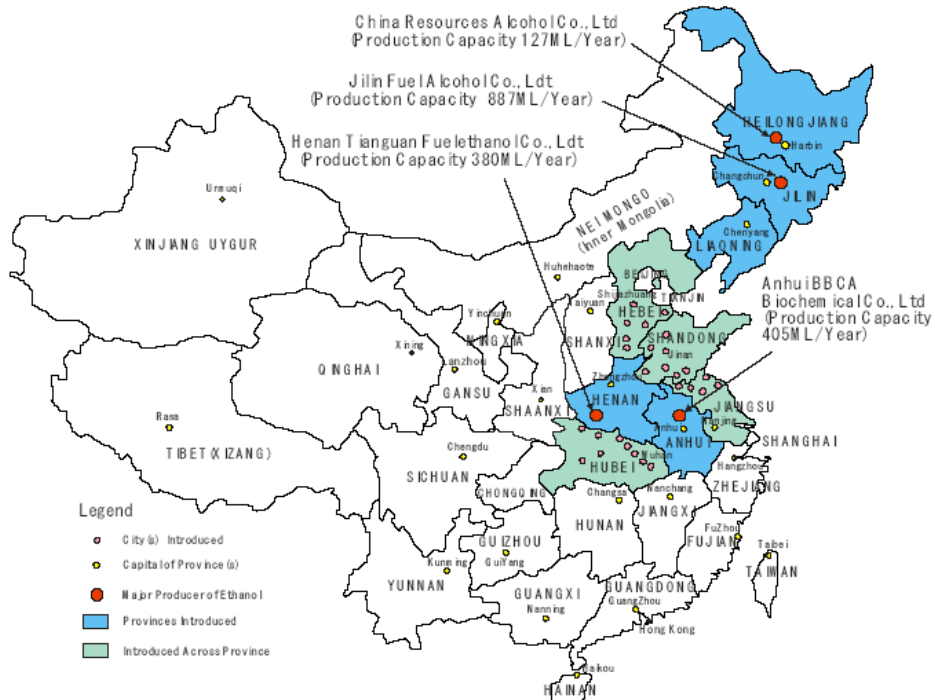 China Resources Alcohol Co., Ltd
(Production Capacity 127ML/Year)
Jilin Fuel Alcohol Co., Ldt
(Production Capacity 887ML/Year)
Henan Tianguan Fuelethanol Co., Ldt
(Production Capacity 380ML/Year)
HEILONGJIANG
Harbin
Changchun
JILIN
Urumuqi
NEI MONGO
(Inner Mongolia)
Chenyang
LIAONING
XINJIANG UYGUR
Huhehaote
BEIJING
Anhui BBCA
Biochemical Co., Ltd
(Production Capacity
405ML/Year)
Shijiazhuang
TIANJIN
Taiyuan
HEBEI
Yinchuan
NINGXIA
SHANXI
SHANDONG
Jinan
Xining
QINGHAI
Lanzhou
GANSU
Zhengzhou
HENAN
Xian
SHAANXI
JIANGSU
Rasa
Anhui
Nanjing
ANHUI
SHANGHAI
TIBET (XIZANG)
Chengdu
SICHUAN
Wuhan
HUBEI
Hangzhou
ZHEJIANG
CHONGQING
Changsa
Nanchang
HUNAN
JIANGXI
Legend
City(s) Introduced
Capital of Province(s)
Major Producer of Ethanol
Provinces Introduced
Introduced Across Province
GUIZHOU
Guiyang
FuZhou
FUJIAN
Taibei
TAIWAN
Kunming
YUNNAN
GUANGXI
Nanning
GUANGDONG
GuangZhou
Hong Kong
Haikou
HAINAN